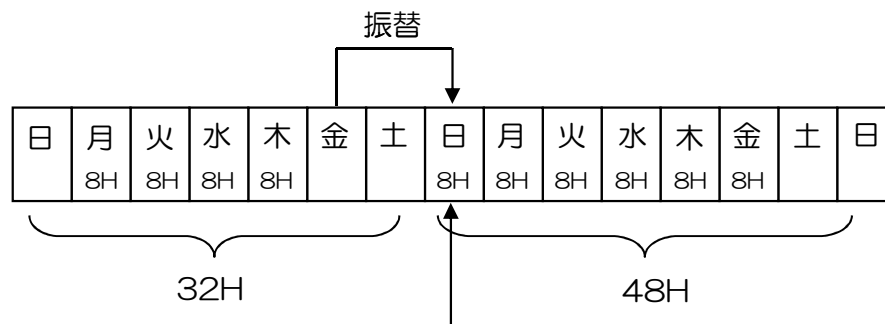 振替
日 月 火 水 木 金 土 日 月 火 水 木 金 土 日
8H 8H 8H 8H 8H 8H 8H 8H 8H 8H
32H 48H